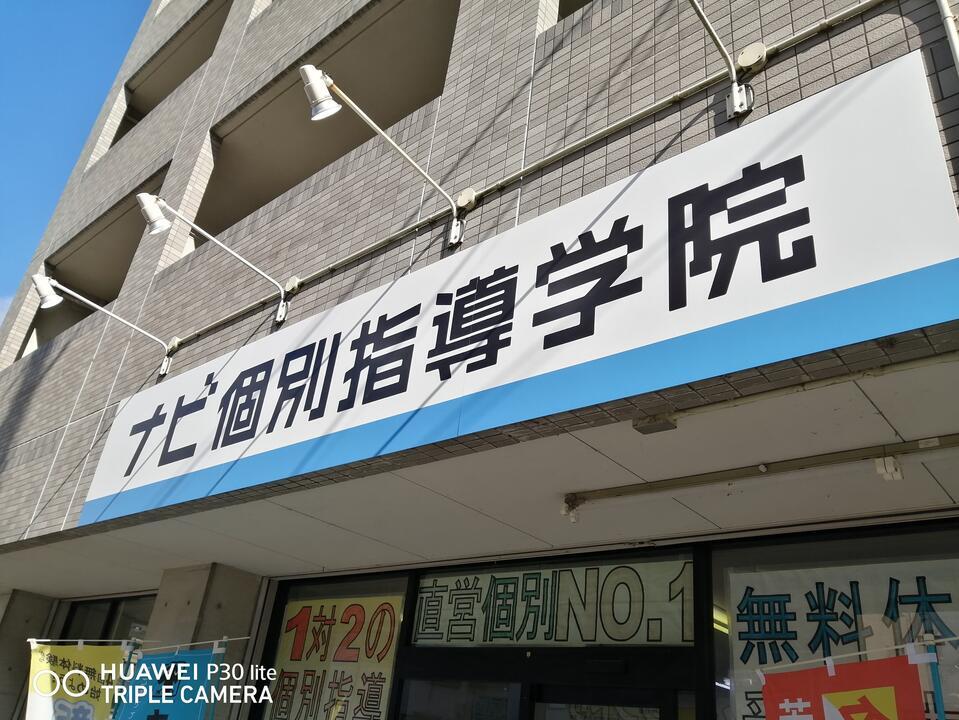 ナビ個別指導学院
直営個別NO.1
1対2の
個別指導
無料体
HUAWEI P30 lite
TRIPLE CAMERA